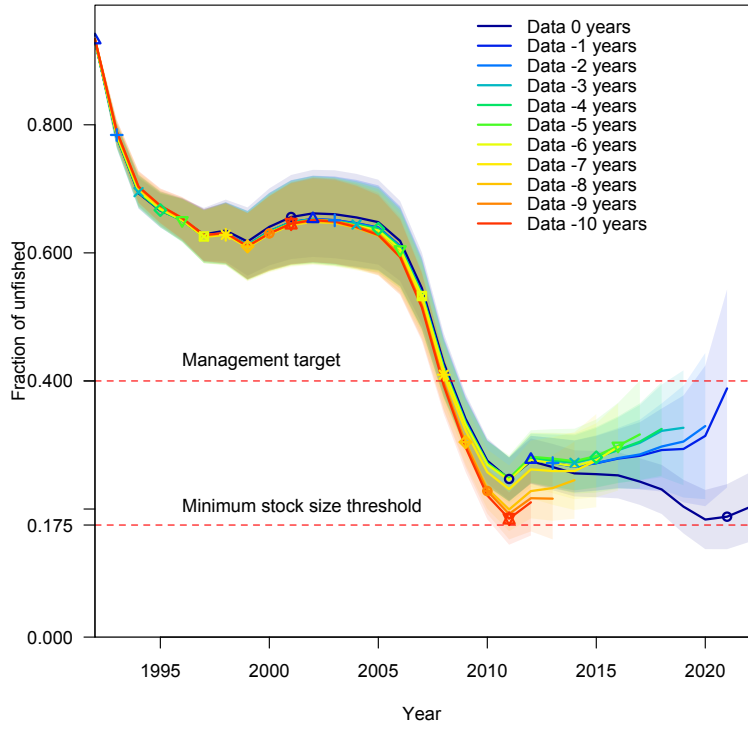 Data 0 years
Data -1 years
Data -2 years
Data -3 years
Data -4 years
Data -5 years
Data -6 years
Data -7 years
Data -8 years
Data -9 years
Data -10 years
0.800
0.600
0.400
0.175
0.000
Fraction of unfished
Management target
Minimum stock size threshold
1995
2000
2005
2010
2015
2020
Year